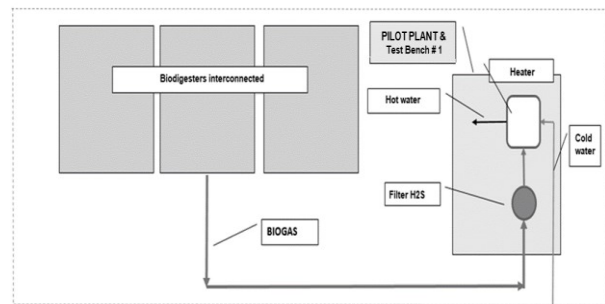 PILOT PLANT &
Test Bench # 1
Biodigesters interconnected
Heater
Hot water
Cold
water
Filter H2S
BIOGAS